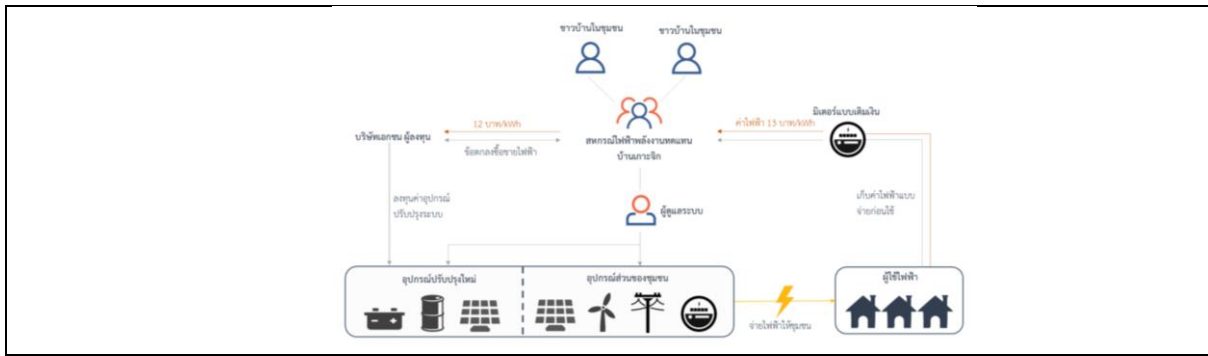 ชาวบ้านในชุมชน
ชาวบ้านในชุมชน
มิเตอร์แบบเติมเงิน
12 บาท/kWh
ค่าไฟฟ้า 13 บาท/kWh
บริษัทเอกชน ผู้ลงทุน
ข้อตกลงซื้อขายไฟฟ้า
สหกรณ์ไฟฟ้าพลังงานทดแทน
บ้านเกาะจิก
ลงทุนค่าอุปกรณ์
ปรับปรุงระบบ
ผู้ดูแลระบบ
เก็บค่าไฟฟ้าแบบ
จ่ายก่อนใช้
อุปกรณ์ปรับปรุงใหม่
อุปกรณ์ส่วนของชุมชน
ผู้ใช้ไฟฟ้า
จ่ายไฟฟ้าให้ชุมชน